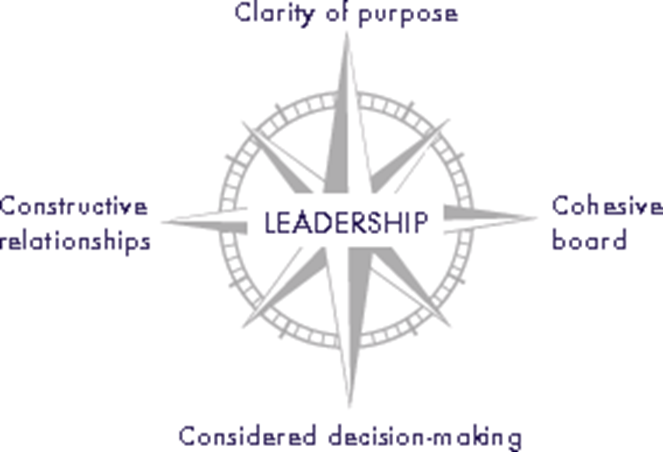 Clarity of purpose
Constructive
relationships
LEADERSHIP
Cohesive
board
Considered decision-making